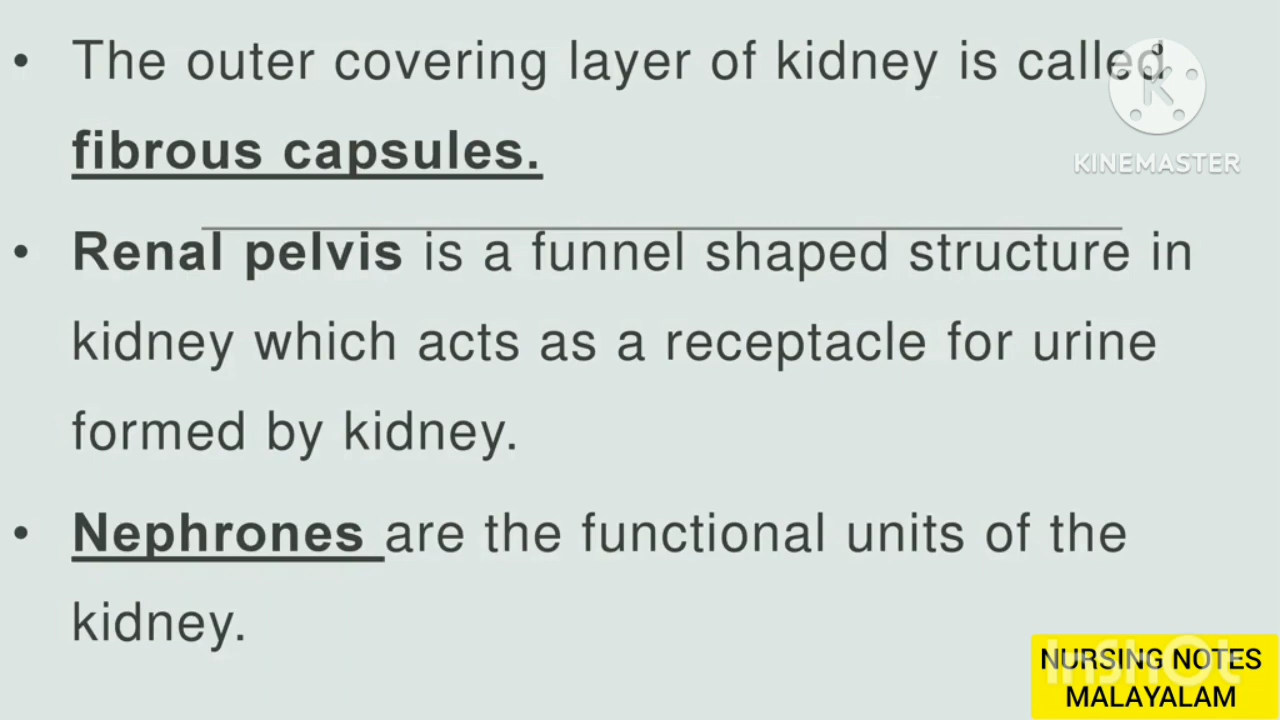 • The outer covering layer of kidney is called
fibrous capsules.
• Renal pelvis is a funnel shaped structure in
kidney which acts as a receptacle for urine
formed by kidney.
• Nephrones are the functional units of the
kidney.
K
KINEMASTER
InShOt
NURSING NOTES
MALAYALAM